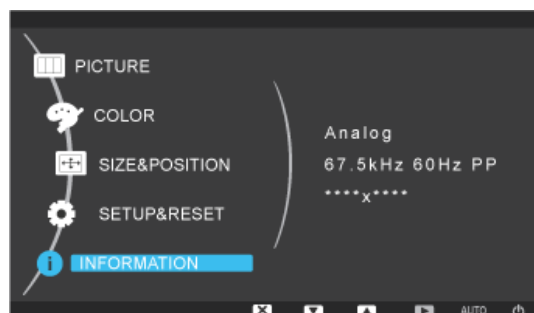 PICTURE
COLOR
SIZE&POSITION
SETUP&RESET
INFORMATION
Analog
67.5kHz 60Hz PP
****x****
AUTO